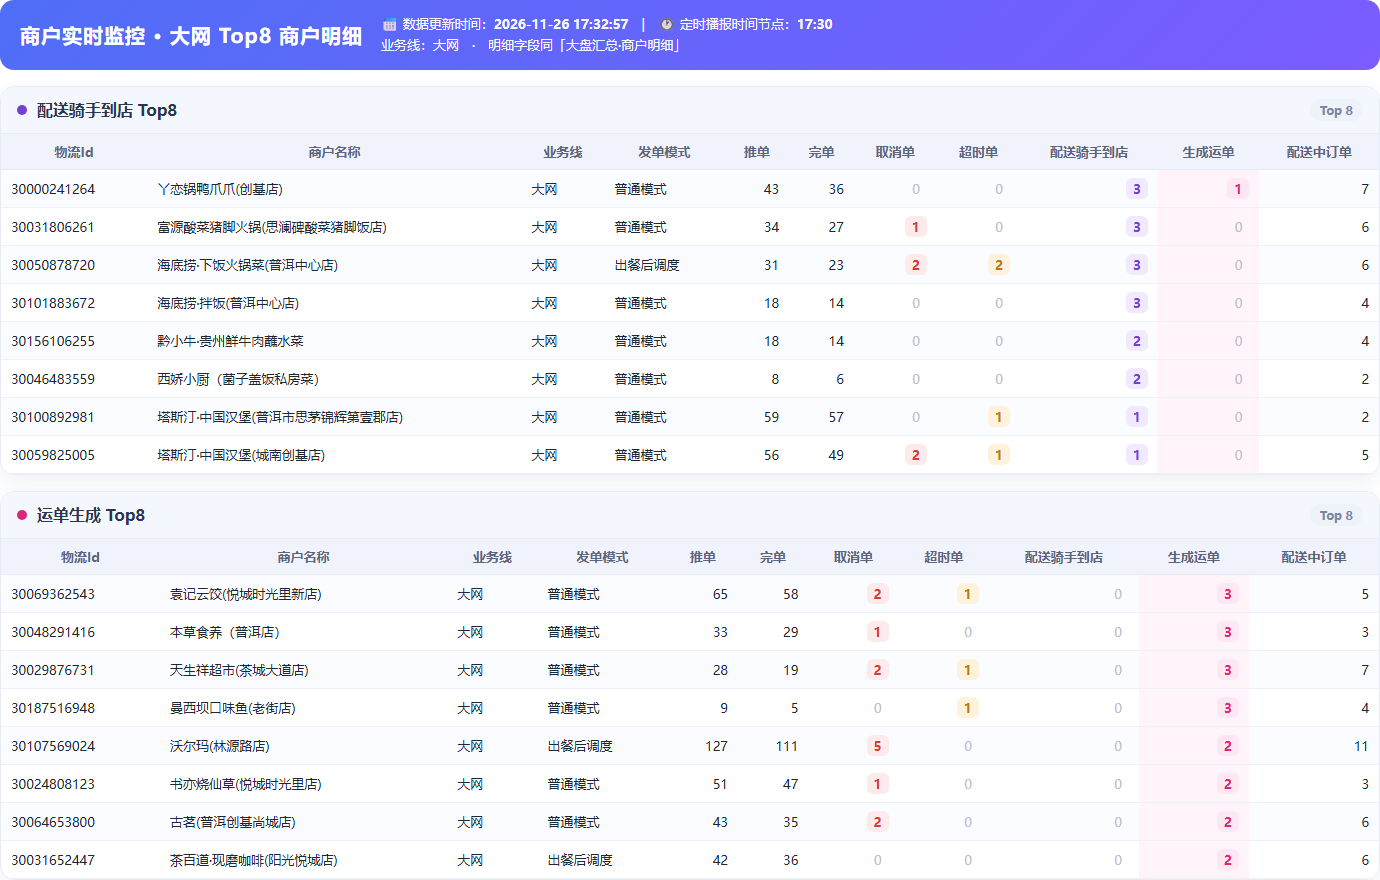 商户实时监控 • 大网 Top8 商户明细
数据更新时间：2026-11-26 17:32:57 | 定时播报时间节点：17:30
业务线：大网 · 明细字段同「大盘汇总·商户明细」
配送骑手到店 Top8 Top 8
物流Id 商户名称 业务线 发单模式 推单 完单 取消单 超时单 配送骑手到店 生成运单 配送中订单
30000241264 丫恋锅鸭爪爪(创基店) 大网 普通模式 43 36 0 0 3 1 7
30031806261 富源酸菜猪脚火锅(思澜碑酸菜猪脚饭店) 大网 普通模式 34 27 1 0 3 0 6
30050878720 海底捞·下饭火锅菜(普洱中心店) 大网 出餐后调度 31 23 2 2 3 0 6
30101883672 海底捞·拌饭(普洱中心店) 大网 普通模式 18 14 0 0 3 0 4
30156106255 黔小牛·贵州鲜牛肉蘸水菜 大网 普通模式 18 14 0 0 2 0 4
30046483559 西娇小厨（菌子盖饭私房菜） 大网 普通模式 8 6 0 0 2 0 2
30100892981 塔斯汀·中国汉堡(普洱市思茅锦辉第壹郡店) 大网 普通模式 59 57 0 1 1 0 2
30059825005 塔斯汀·中国汉堡(城南创基店) 大网 普通模式 56 49 2 1 1 0 5
运单生成 Top8 Top 8
物流Id 商户名称 业务线 发单模式 推单 完单 取消单 超时单 配送骑手到店 生成运单 配送中订单
30069362543 袁记云饺(悦城时光里新店) 大网 普通模式 65 58 2 1 0 3 5
30048291416 本草食养（普洱店） 大网 普通模式 33 29 1 0 0 3 3
30029876731 天生祥超市(茶城大道店) 大网 普通模式 28 19 2 1 0 3 7
30187516948 曼西坝口味鱼(老街店) 大网 普通模式 9 5 0 1 0 3 4
30107569024 沃尔玛(林源路店) 大网 出餐后调度 127 111 5 0 0 2 11
30024808123 书亦烧仙草(悦城时光里店) 大网 普通模式 51 47 1 0 0 2 3
30064653800 古茗(普洱创基尚城店) 大网 普通模式 43 35 2 0 0 2 6
30031652447 茶百道·现磨咖啡(阳光悦城店) 大网 出餐后调度 42 36 0 0 0 2 6